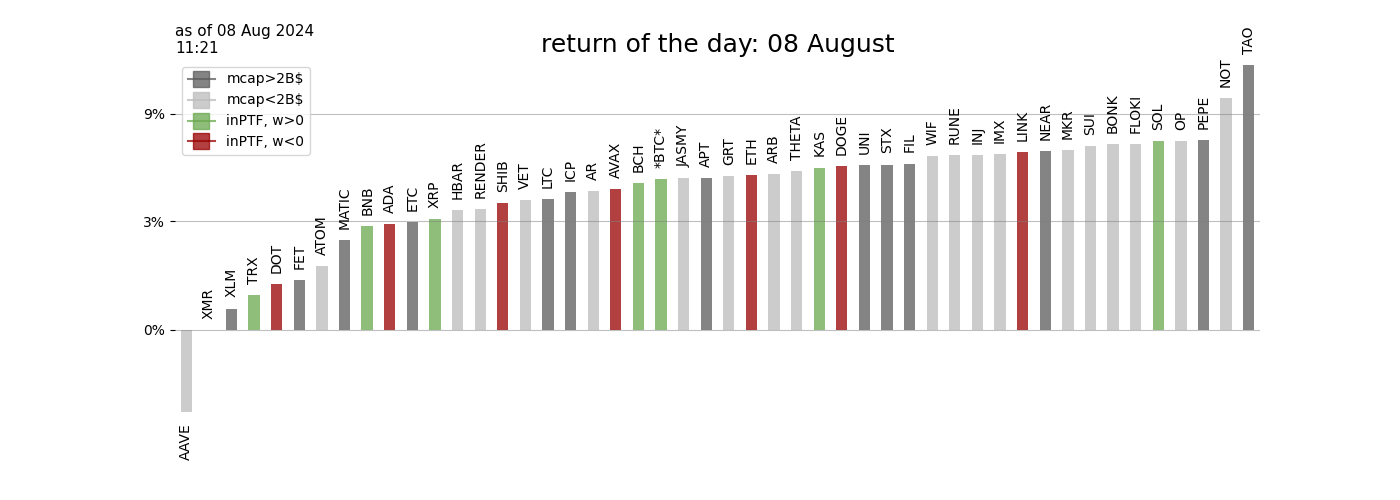 as of 08 Aug 2024
11:21
return of the day: 08 August
mcap>2B$
mcap<2B$
inPTF, w>0
inPTF, w<0
9%
3%
0%
AAVE
XMR
XLM
TRX
DOT
FET
ATOM
MATIC
BNB
ADA
ETC
XRP
HBAR
RENDER
SHIB
VET
LTC
ICP
AR
AVAX
BCH
*BTC*
JASMY
APT
GRT
ETH
ARB
THETA
KAS
DOGE
UNI
STX
FIL
WIF
RUNE
INJ
IMX
LINK
NEAR
MKR
SUI
BONK
FLOKI
SOL
OP
PEPE
NOT
TAO